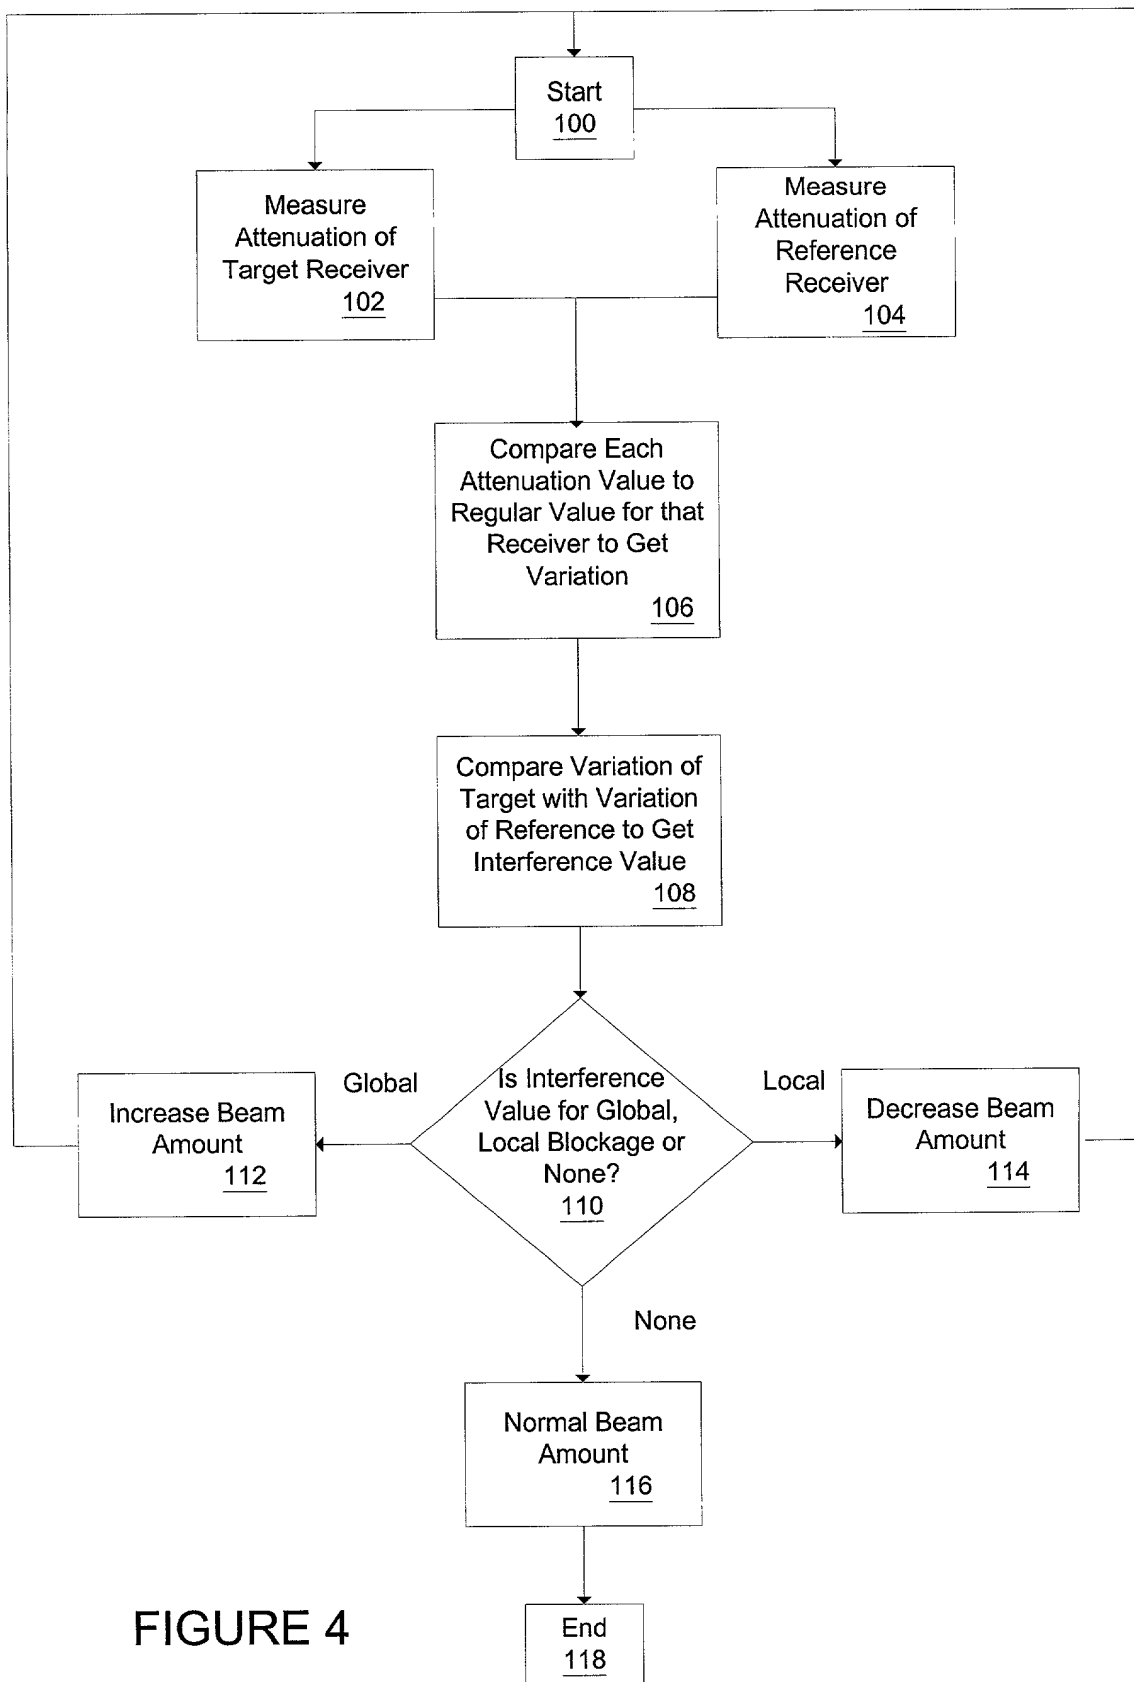 Start
100
Measure
Attenuation of
Target Receiver
102
Measure
Attenuation of
Reference
Receiver
104
Compare Each
Attenuation Value to
Regular Value for that
Receiver to Get
Variation
106
Compare Variation of
Target with Variation
of Reference to Get
Interference Value
108
Global
Is Interference
Value for Global,
Local Blockage or
None?
110
Local
Increase Beam
Amount
112
Decrease Beam
Amount
114
None
Normal Beam
Amount
116
End
118
FIGURE 4